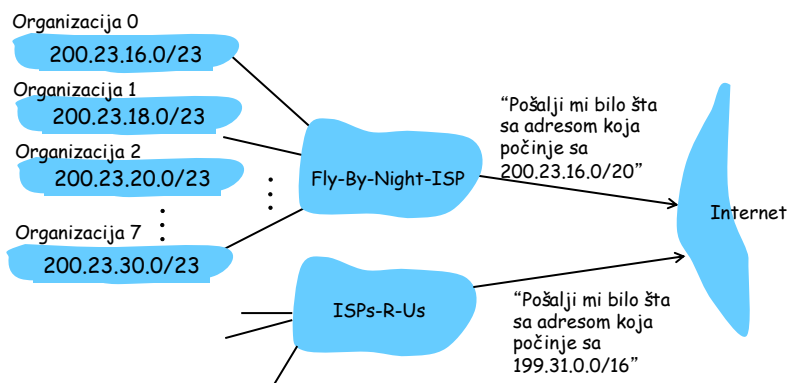 Organizacija 0
200.23.16.0/23
Organizacija 1
200.23.18.0/23
Organizacija 2
200.23.20.0/23
Organizacija 7
200.23.30.0/23
Fly-By-Night-ISP
“Pošalji mi bilo šta
sa adresom koja
počinje sa
200.23.16.0/20”
Internet
ISPs-R-Us
“Pošalji mi bilo šta
sa adresom koja
počinje sa
199.31.0.0/16”